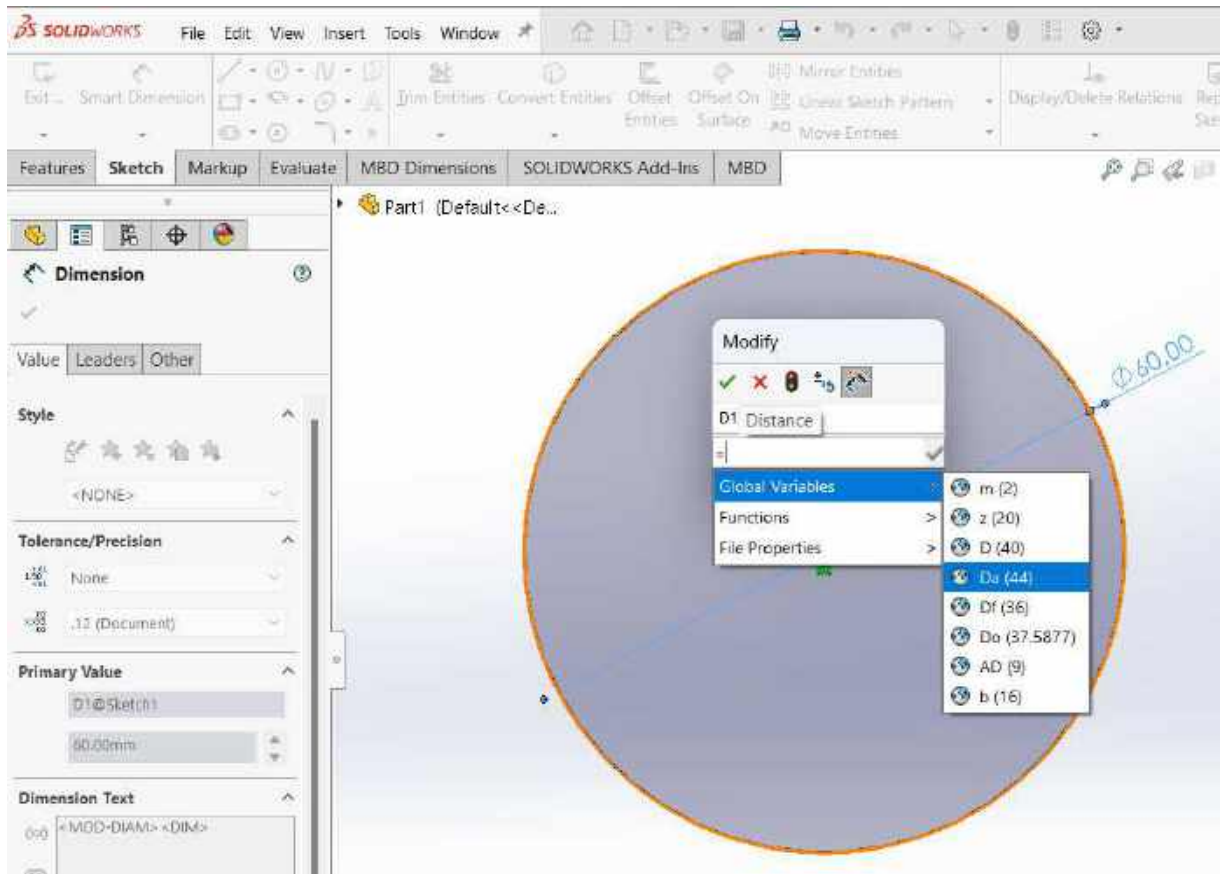 SOLIDWORKS File Edit View Insert Tools Window
Exit... Smart Dimension Trim Entities Convert Entities Offset Entities Offset On Surface Mirror Entities
Linear Sketch Pattern
Move Entities
Display/Delete Relations
Features Sketch Markup Evaluate MBD Dimensions SOLIDWORKS Add-Ins MBD
Part1 (Default<<De...
Dimension
Value Leaders Other
Style
<NONE>
Tolerance/Precision
None
.12 (Document)
Primary Value
D1@Sketch1
60.00mm
Dimension Text
<MOD-DIAM><DIM>
Modify
D1 Distance
=
Global Variables >
Functions >
File Properties >
m (2)
z (20)
D (40)
Da (44)
Df (36)
Do (37.5877)
AD (9)
b (16)
Φ60.00